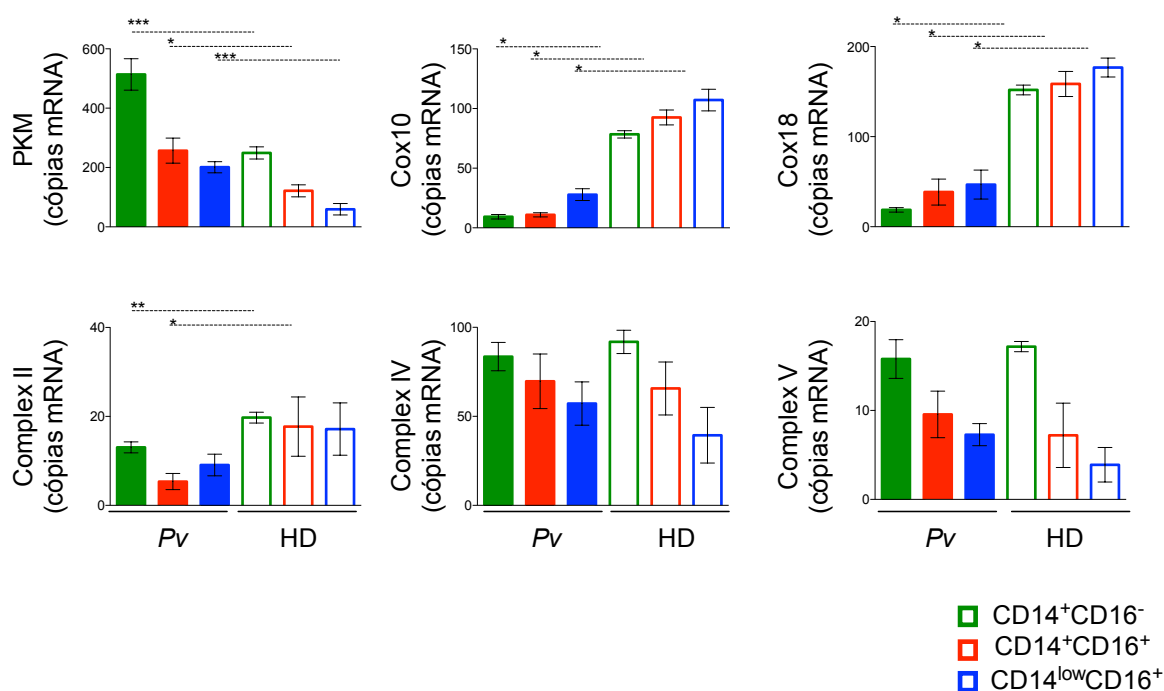 ***
*
***
600
400
200
0
PKM
(cópias mRNA)
*
*
*
150
100
50
0
Cox10
(cópias mRNA)
*
*
*
200
100
0
Cox18
(cópias mRNA)
**
*
40
20
0
Complex II
(cópias mRNA)
100
50
0
Complex IV
(cópias mRNA)
20
10
0
Complex V
(cópias mRNA)
Pv HD
Pv HD
Pv HD
CD14⁺CD16⁻
CD14⁺CD16⁺
CD14ˡᵒʷCD16⁺